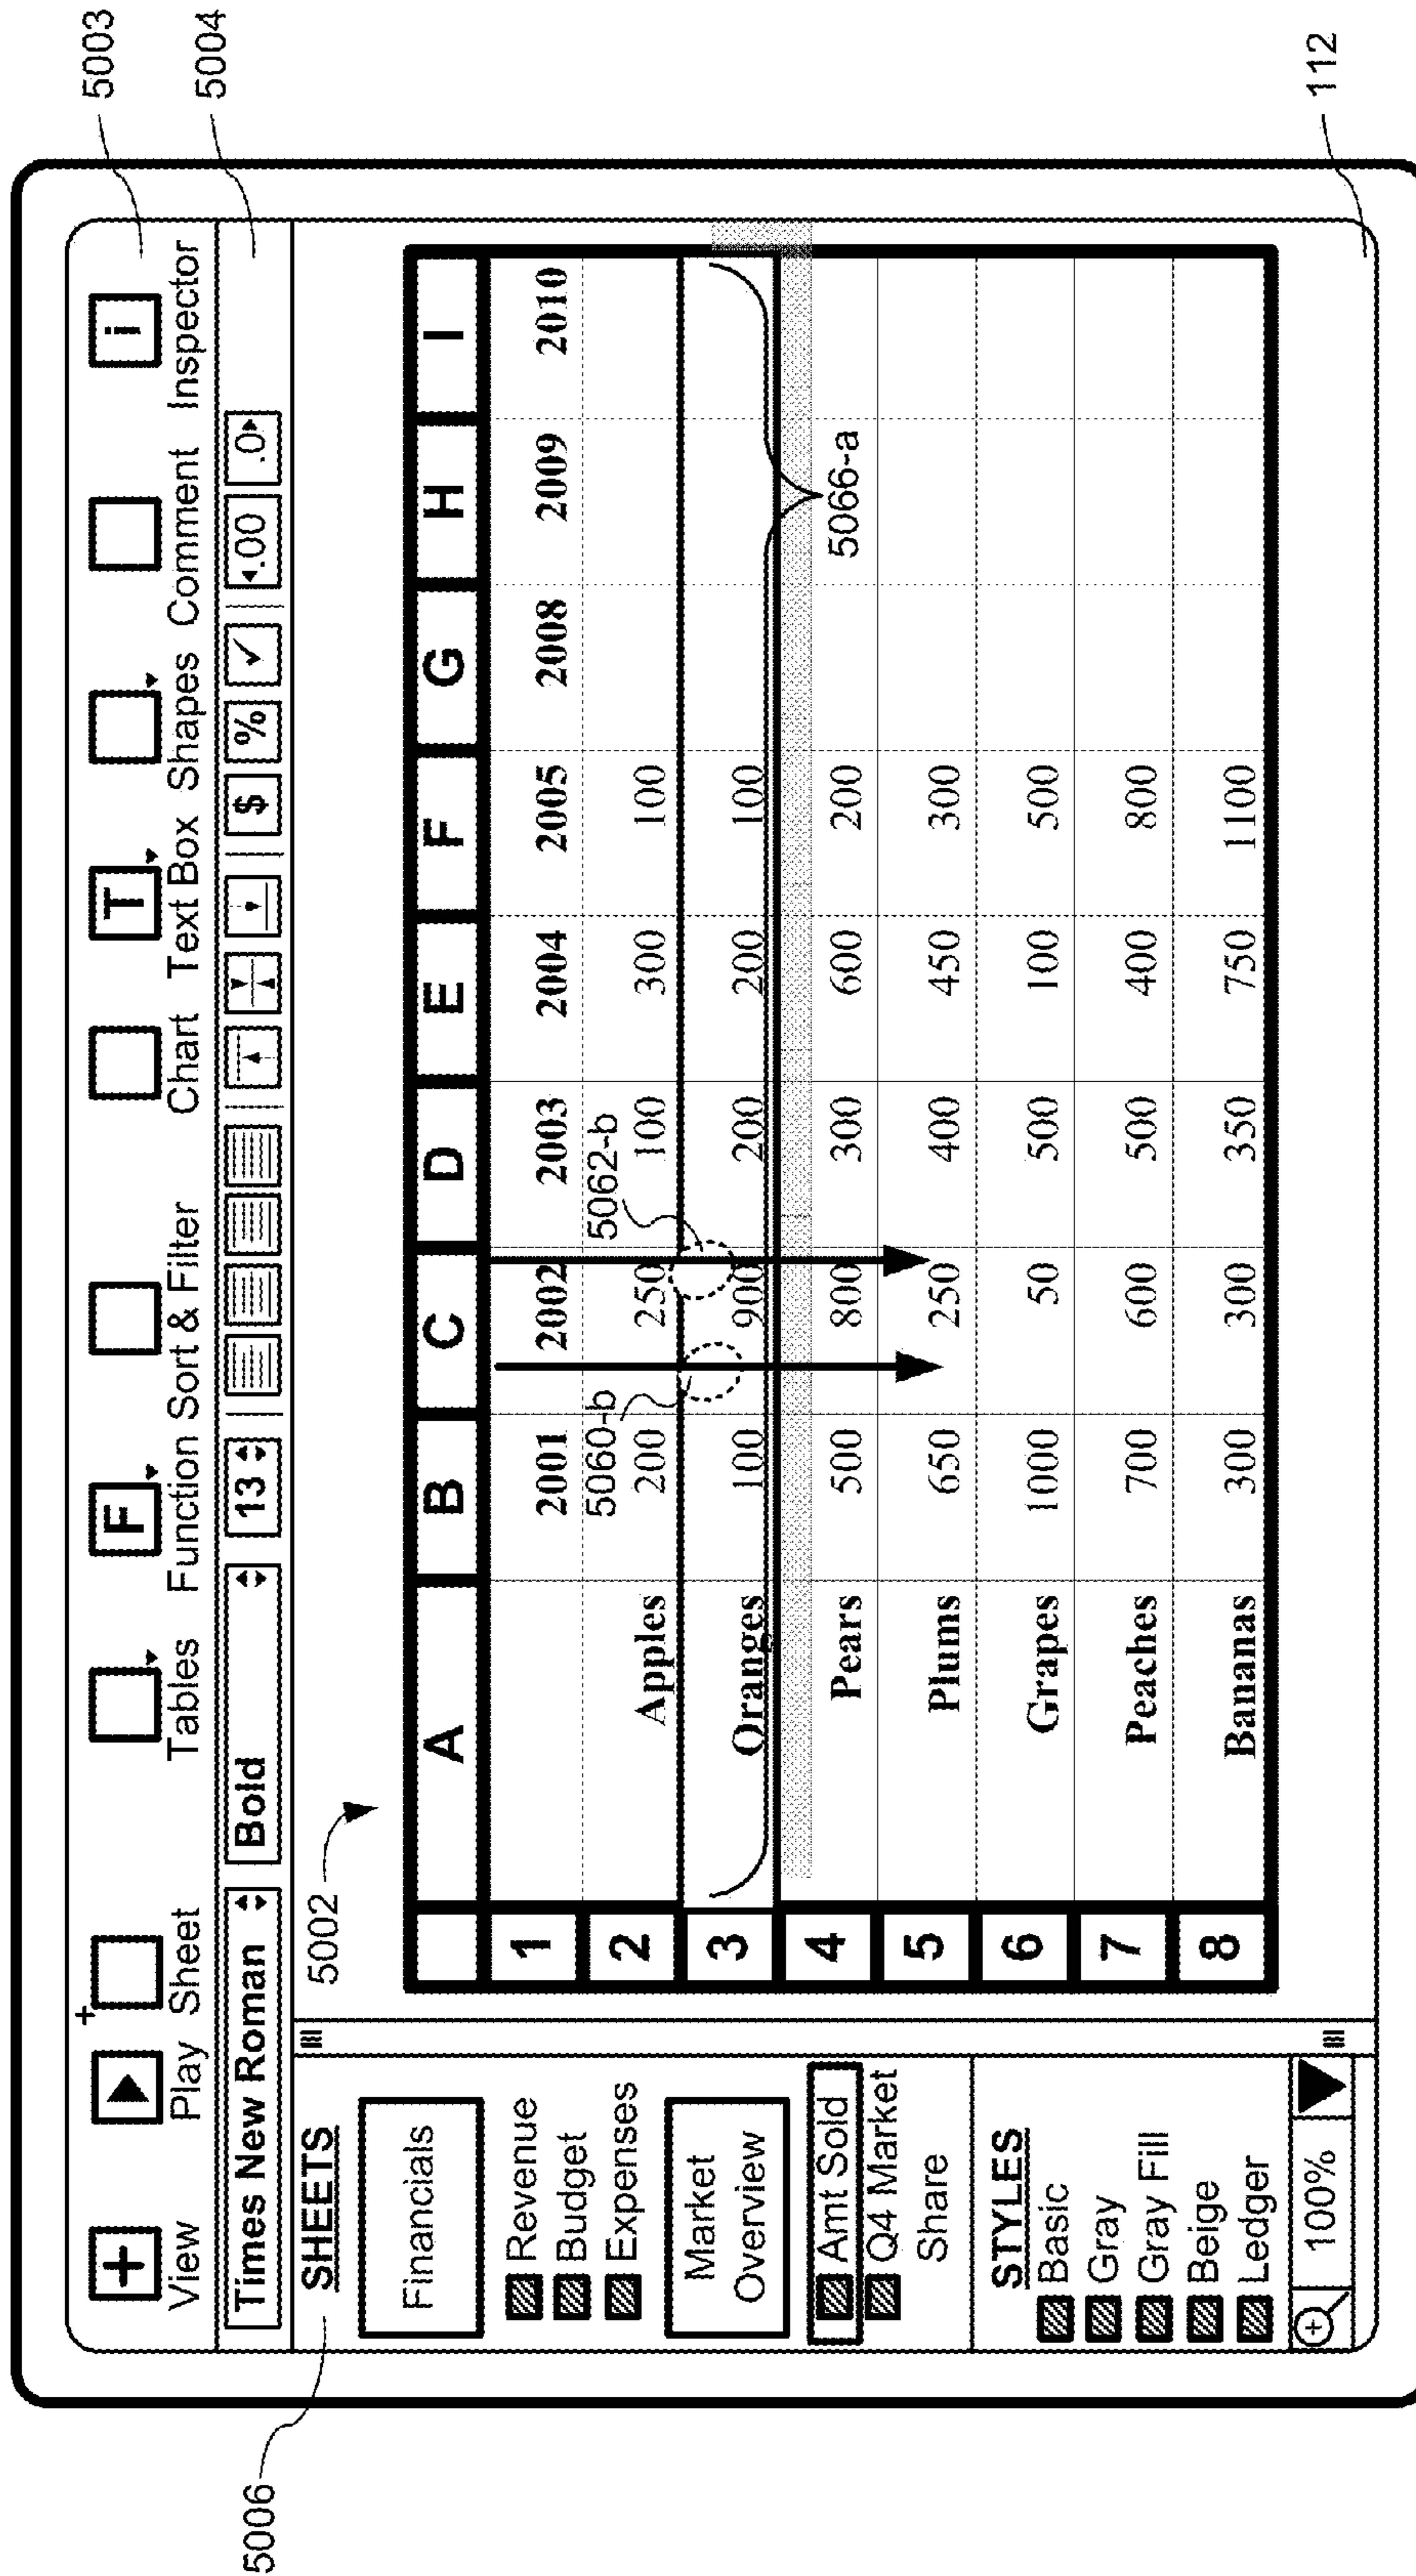 5003
5004
View Play Sheet Tables Function Sort & Filter Chart Text Box Shapes Comment Inspector
+ + F T i
Times New Roman Bold 13 $ % ✓ .00 .0
5006
SHEETS
Financials
Revenue
Budget
Expenses
Market
Overview
Amt Sold
Q4 Market
Share
STYLES
Basic
Gray
Gray Fill
Beige
Ledger
100%
5002
A B C D E F G H I
1 2001 2002 2003 2004 2005 2008 2009 2010
5060-b 5062-b
2 Apples 200 250 100 300 100
3 Oranges 100 900 200 200 100
4 Pears 500 800 300 600 200
5066-a
5 Plums 650 250 400 450 300
6 Grapes 1000 50 500 100 500
7 Peaches 700 600 500 400 800
8 Bananas 300 300 350 750 1100
112